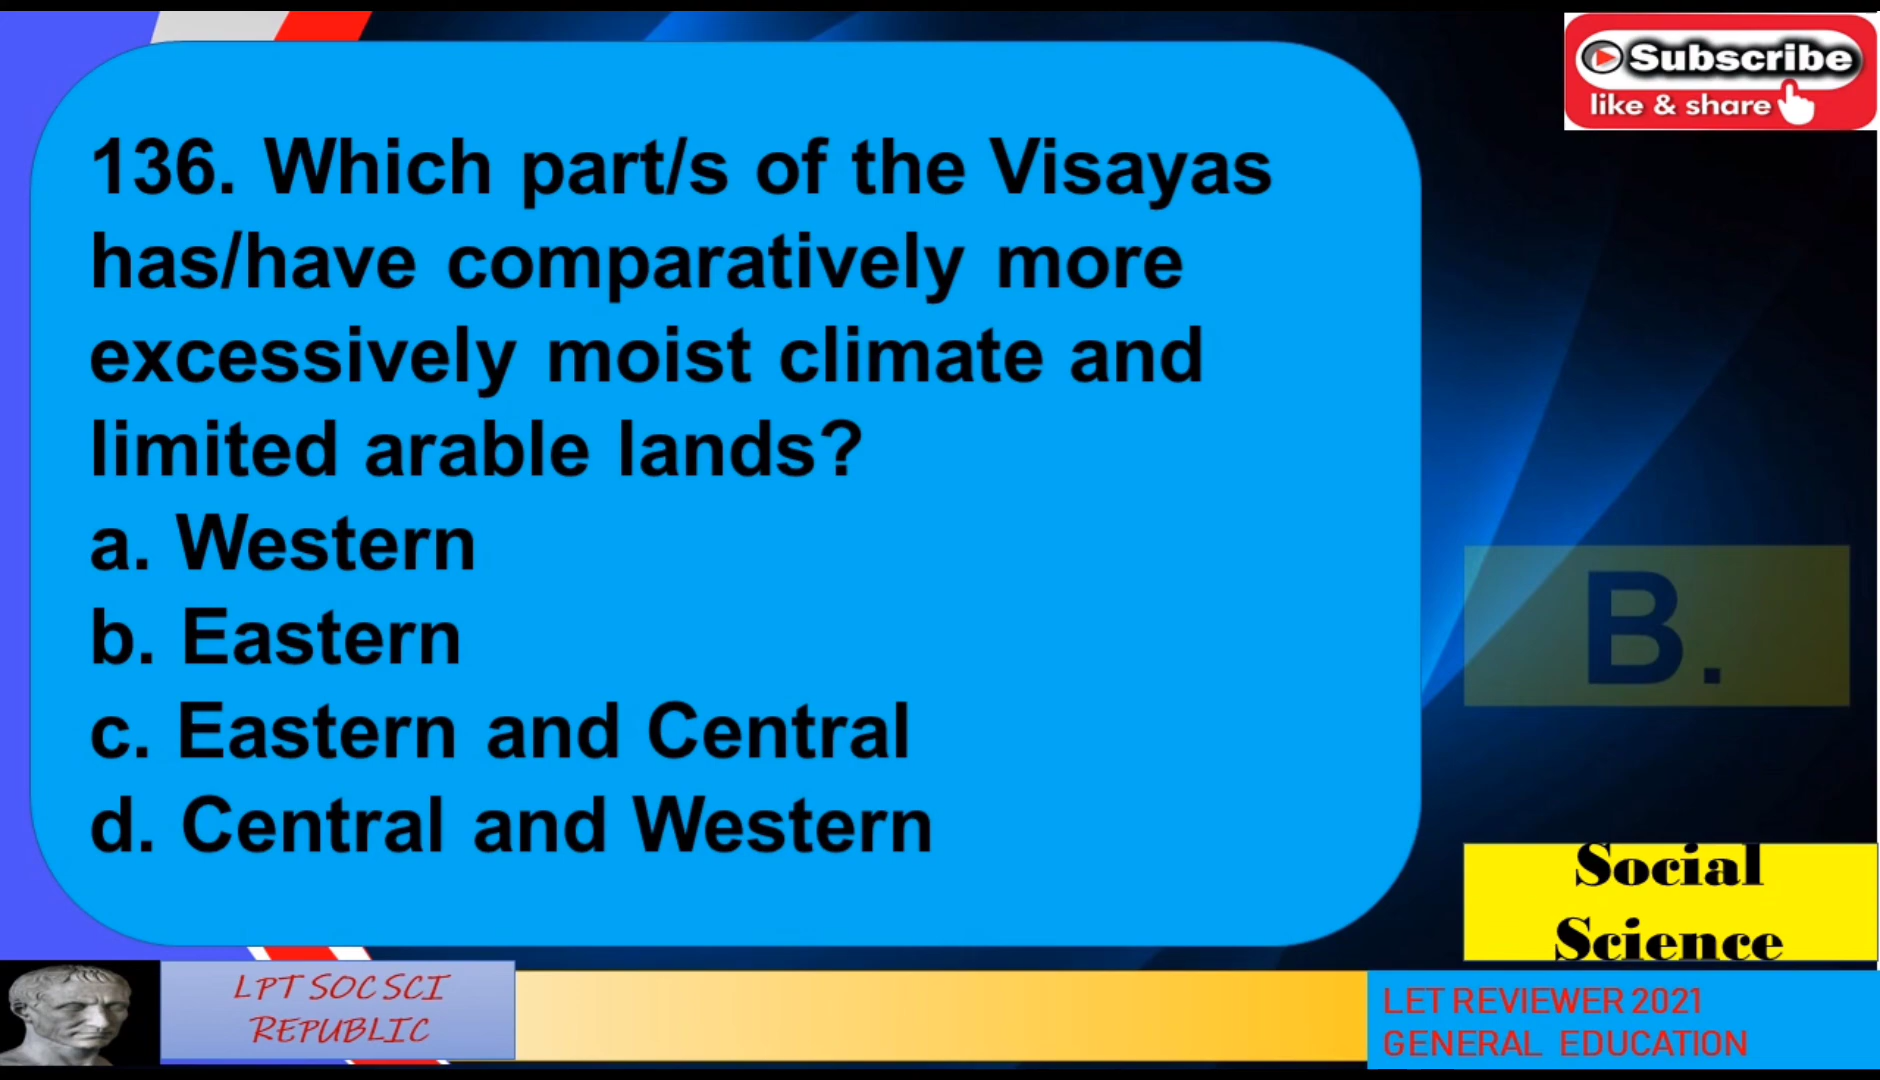 Subscribe
like & share
136. Which part/s of the Visayas
has/have comparatively more
excessively moist climate and
limited arable lands?
a. Western
b. Eastern
c. Eastern and Central
d. Central and Western
B.
Social
Science
LPT SOC SCI
REPUBLIC
LET REVIEWER 2021
GENERAL EDUCATION